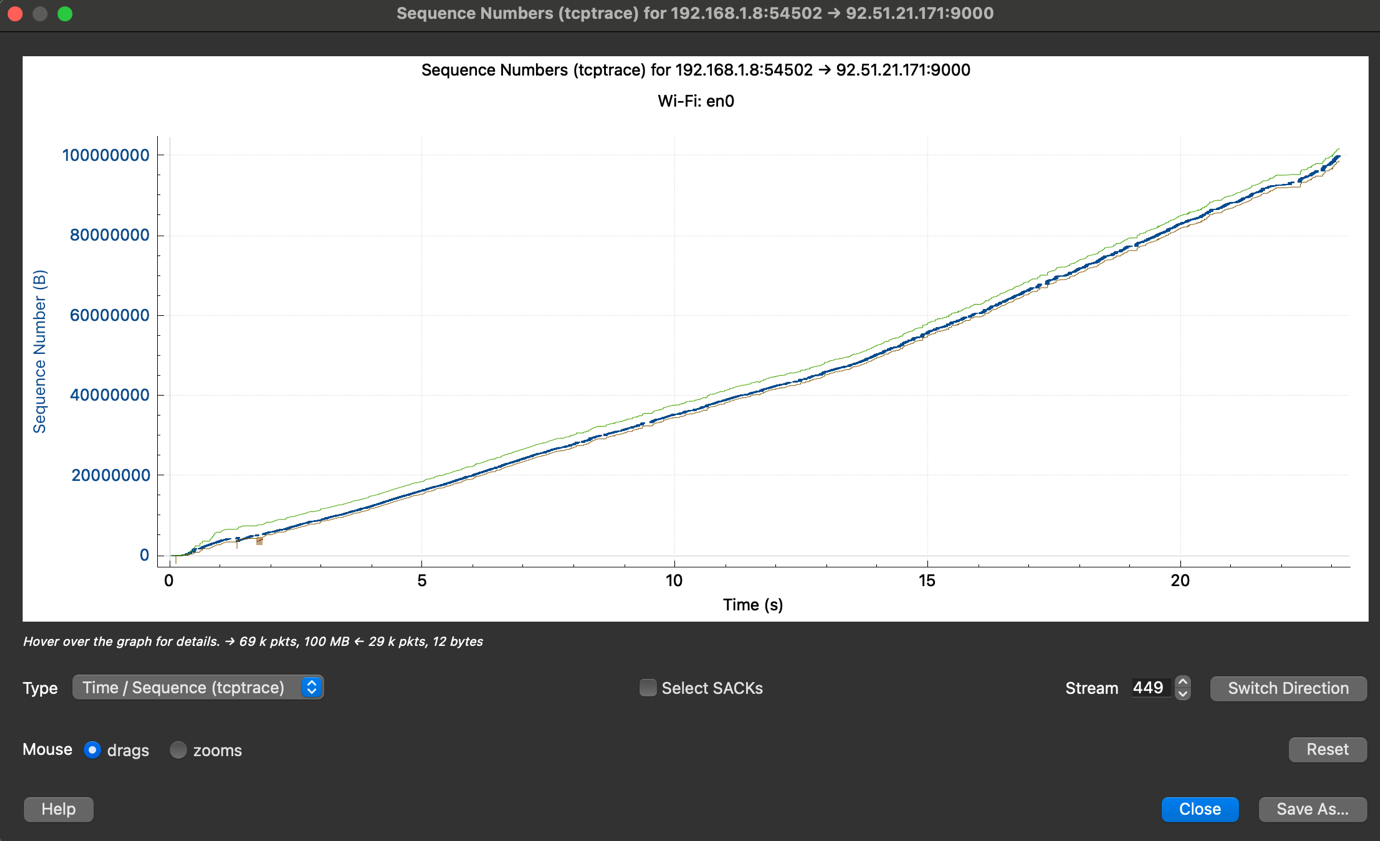 Sequence Numbers (tcptrace) for 192.168.1.8:54502 → 92.51.21.171:9000
Sequence Numbers (tcptrace) for 192.168.1.8:54502 → 92.51.21.171:9000
Wi-Fi: en0
Sequence Number (B)
100000000
80000000
60000000
40000000
20000000
0
0 5 10 15 20
Time (s)
Hover over the graph for details. → 69 k pkts, 100 MB ← 29 k pkts, 12 bytes
Type Time / Sequence (tcptrace) Select SACKs Stream 449 Switch Direction
Mouse drags zooms Reset
Help Close Save As...